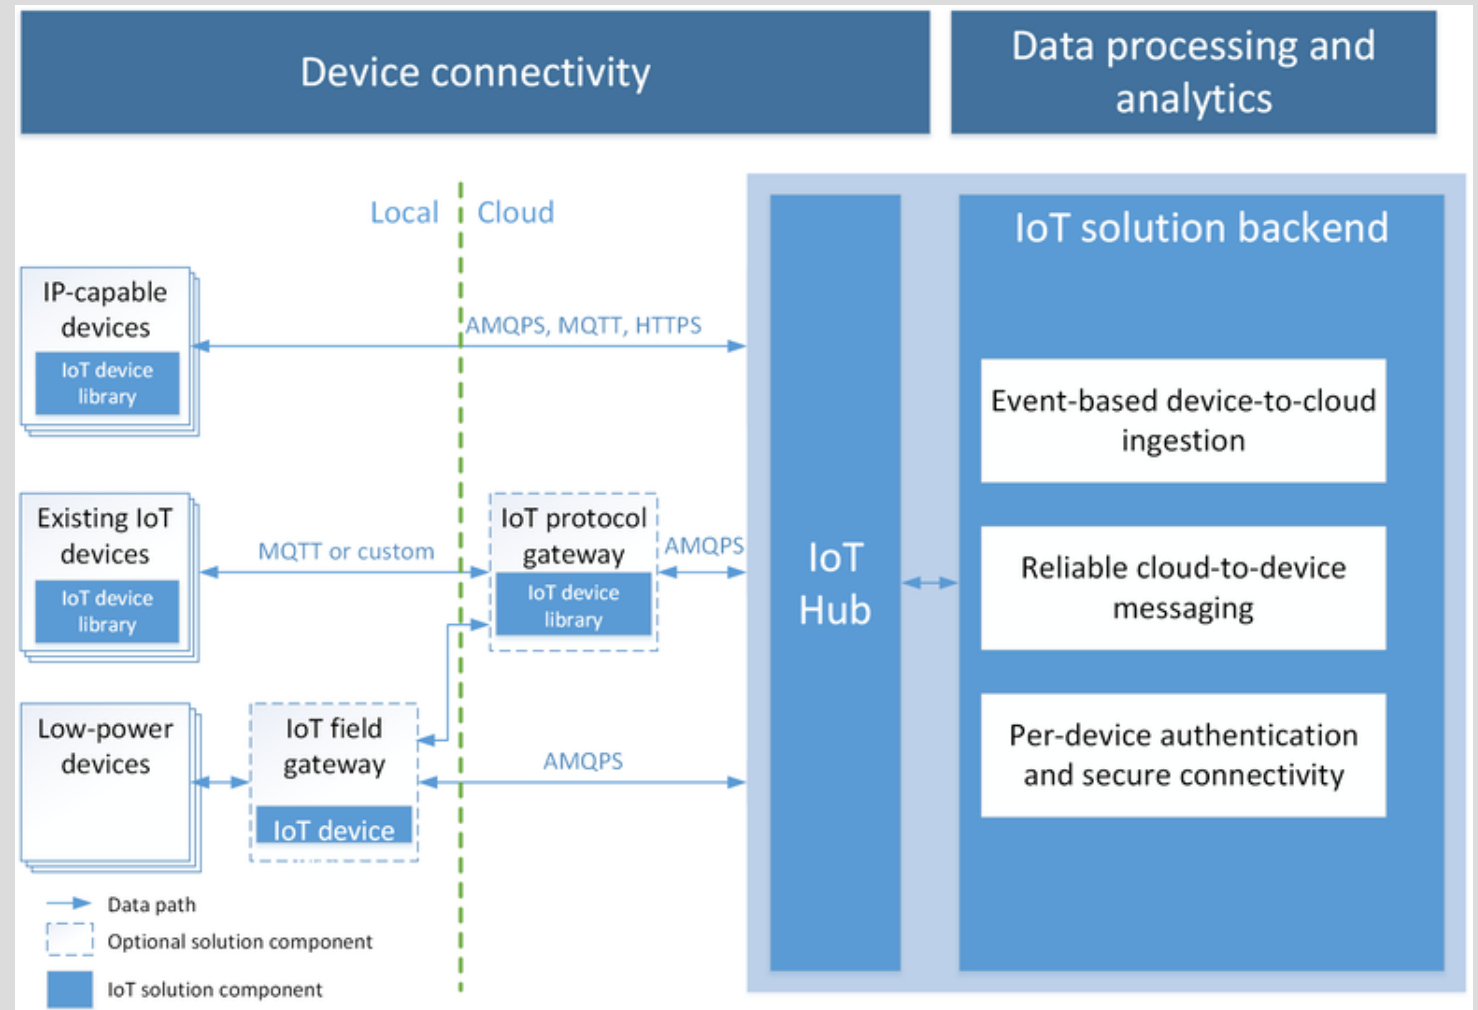 Device connectivity
Data processing and
analytics
Local
Cloud
IoT solution backend
IP-capable
devices
IoT device
library
AMQPS, MQTT, HTTPS
Event-based device-to-cloud
ingestion
Existing IoT
devices
IoT device
library
MQTT or custom
IoT protocol
gateway
IoT device
library
AMQPS
IoT
Hub
Reliable cloud-to-device
messaging
Low-power
devices
IoT field
gateway
IoT device
AMQPS
Per-device authentication
and secure connectivity
Data path
Optional solution component
IoT solution component